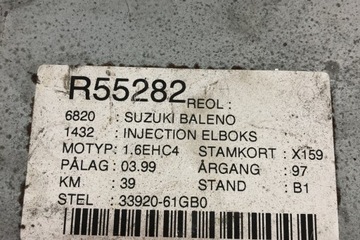 R55282 REOL :
6820 : SUZUKI BALENO
1432 : INJECTION ELBOKS
MOTYP: 1.6EHC4 STAMKORT : X159
PÅLAG : 03.99 ÅRGANG : 97
KM : 39 STAND : B1
STEL : 33920-61GB0